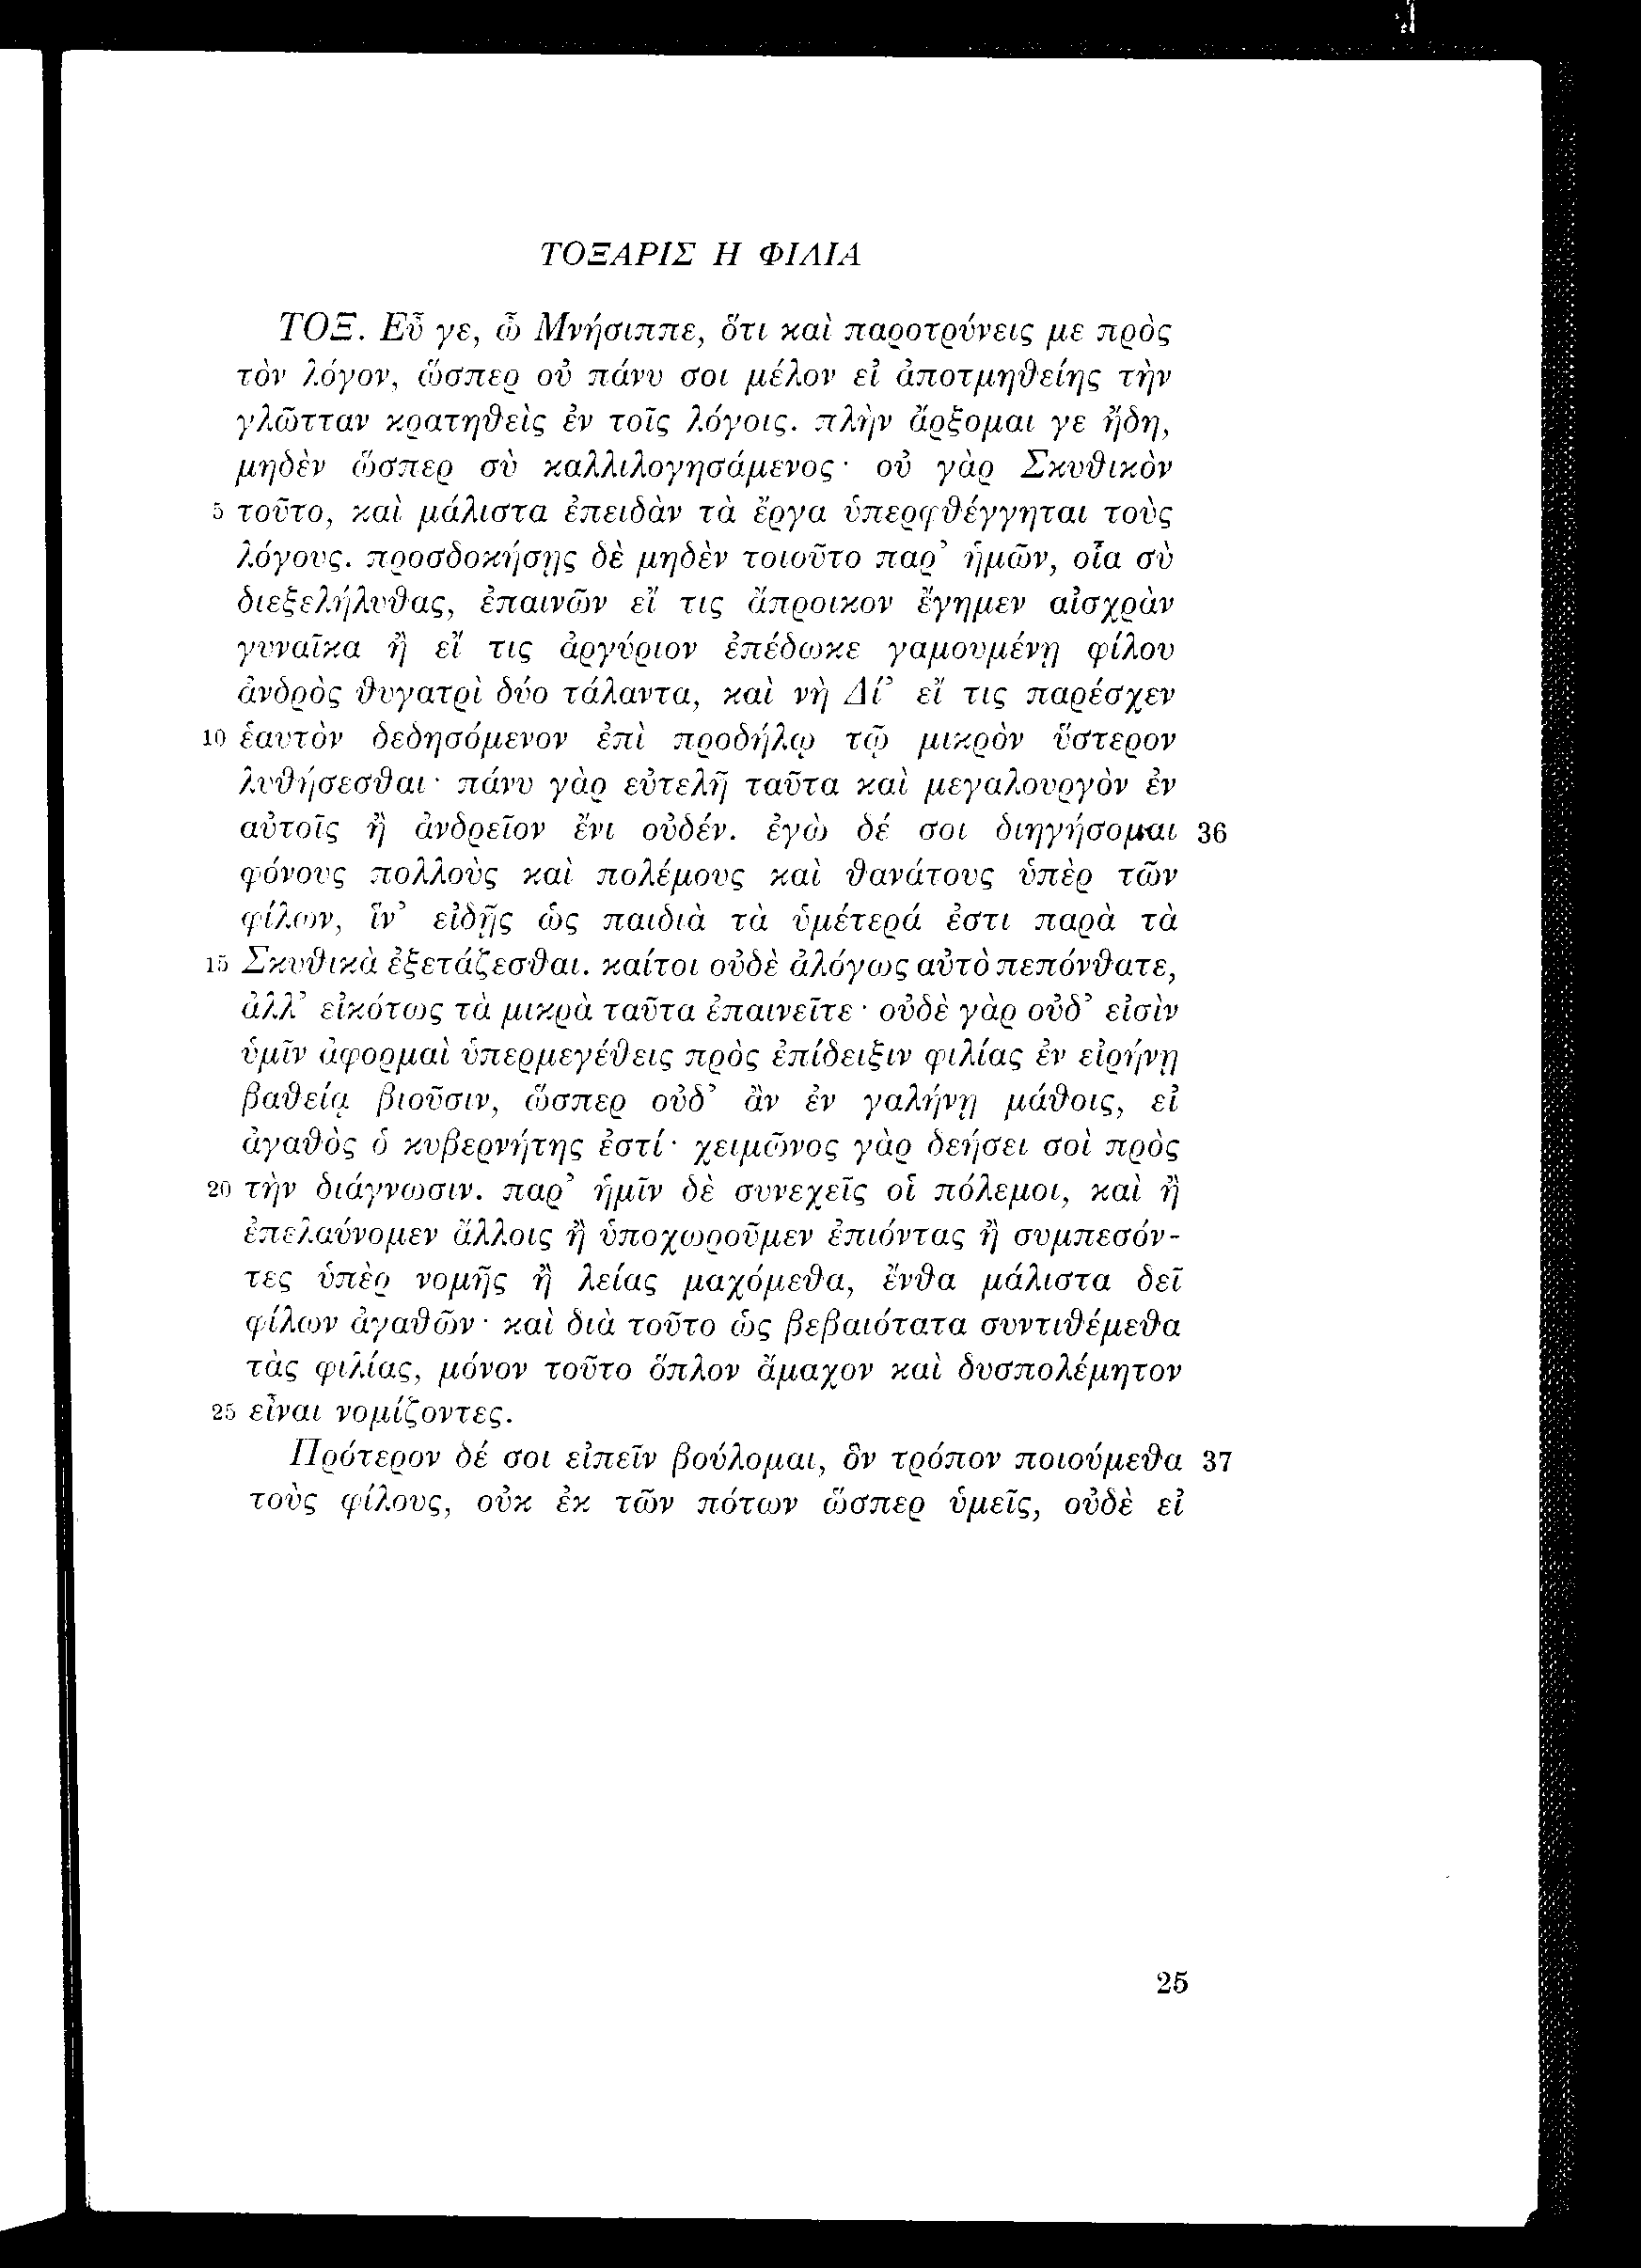 ΤΟΞΑΡΙΣ Η ΦΙΛΙΑ
ΤΟΞ. Εὖ γε, ὦ Μνήσιππε, ὅτι καὶ παροτρύνεις με πρὸς
τὸν λόγον, ὥσπερ οὐ πάνυ σοι μέλον εἰ ἀποτμηθείης τὴν
γλῶτταν κρατηθεὶς ἐν τοῖς λόγοις. πλὴν ἄρξομαι γε ἤδη,
μηδὲν ὥσπερ σὺ καλλιλογησάμενος· οὐ γὰρ Σκυθικὸν
5 τοῦτο, καὶ μάλιστα ἐπειδὰν τὰ ἔργα ὑπερφθέγγηται τοὺς
λόγους. προσδοκήσῃς δὲ μηδὲν τοιοῦτο παρ’ ἡμῶν, οἷα σὺ
διεξελήλυθας, ἐπαινῶν εἴ τις ἄπροικον ἔγημεν αἰσχρὰν
γυναῖκα ἢ εἴ τις ἀργύριον ἐπέδωκε γαμουμένῃ φίλου
ἀνδρὸς θυγατρὶ δύο τάλαντα, καὶ νὴ Δί’ εἴ τις παρέσχεν
10 ἑαυτὸν δεδησόμενον ἐπὶ προδήλῳ τῷ μικρὸν ὕστερον
λυθήσεσθαι· πάνυ γὰρ εὐτελῆ ταῦτα καὶ μεγαλουργὸν ἐν
αὐτοῖς ἢ ἀνδρεῖον ἔνι οὐδέν. ἐγὼ δέ σοι διηγήσομαι 36
φόνους πολλοὺς καὶ πολέμους καὶ θανάτους ὑπὲρ τῶν
φίλων, ἵν’ εἰδῇς ὡς παιδιὰ τὰ ὑμέτερά ἐστι παρὰ τὰ
15 Σκυθικὰ ἐξετάζεσθαι. καίτοι οὐδὲ ἀλόγως αὐτὸ πεπόνθατε,
ἀλλ’ εἰκότως τὰ μικρὰ ταῦτα ἐπαινεῖτε· οὐδὲ γὰρ οὐδ’ εἰσὶν
ὑμῖν ἀφορμαὶ ὑπερμεγέθεις πρὸς ἐπίδειξιν φιλίας ἐν εἰρήνῃ
βαθείᾳ βιοῦσιν, ὥσπερ οὐδ’ ἂν ἐν γαλήνῃ μάθοις, εἰ
ἀγαθὸς ὁ κυβερνήτης ἐστί· χειμῶνος γὰρ δεήσει σοὶ πρὸς
20 τὴν διάγνωσιν. παρ’ ἡμῖν δὲ συνεχεῖς οἱ πόλεμοι, καὶ ἢ
ἐπελαύνομεν ἄλλοις ἢ ὑποχωροῦμεν ἐπιόντας ἢ συμπεσόν-
τες ὑπὲρ νομῆς ἢ λείας μαχόμεθα, ἔνθα μάλιστα δεῖ
φίλων ἀγαθῶν· καὶ διὰ τοῦτο ὡς βεβαιότατα συντιθέμεθα
τὰς φιλίας, μόνον τοῦτο ὅπλον ἄμαχον καὶ δυσπολέμητον
25 εἶναι νομίζοντες.
Πρότερον δέ σοι εἰπεῖν βούλομαι, ὃν τρόπον ποιούμεθα 37
τοὺς φίλους, οὐκ ἐκ τῶν πότων ὥσπερ ὑμεῖς, οὐδὲ εἰ
25